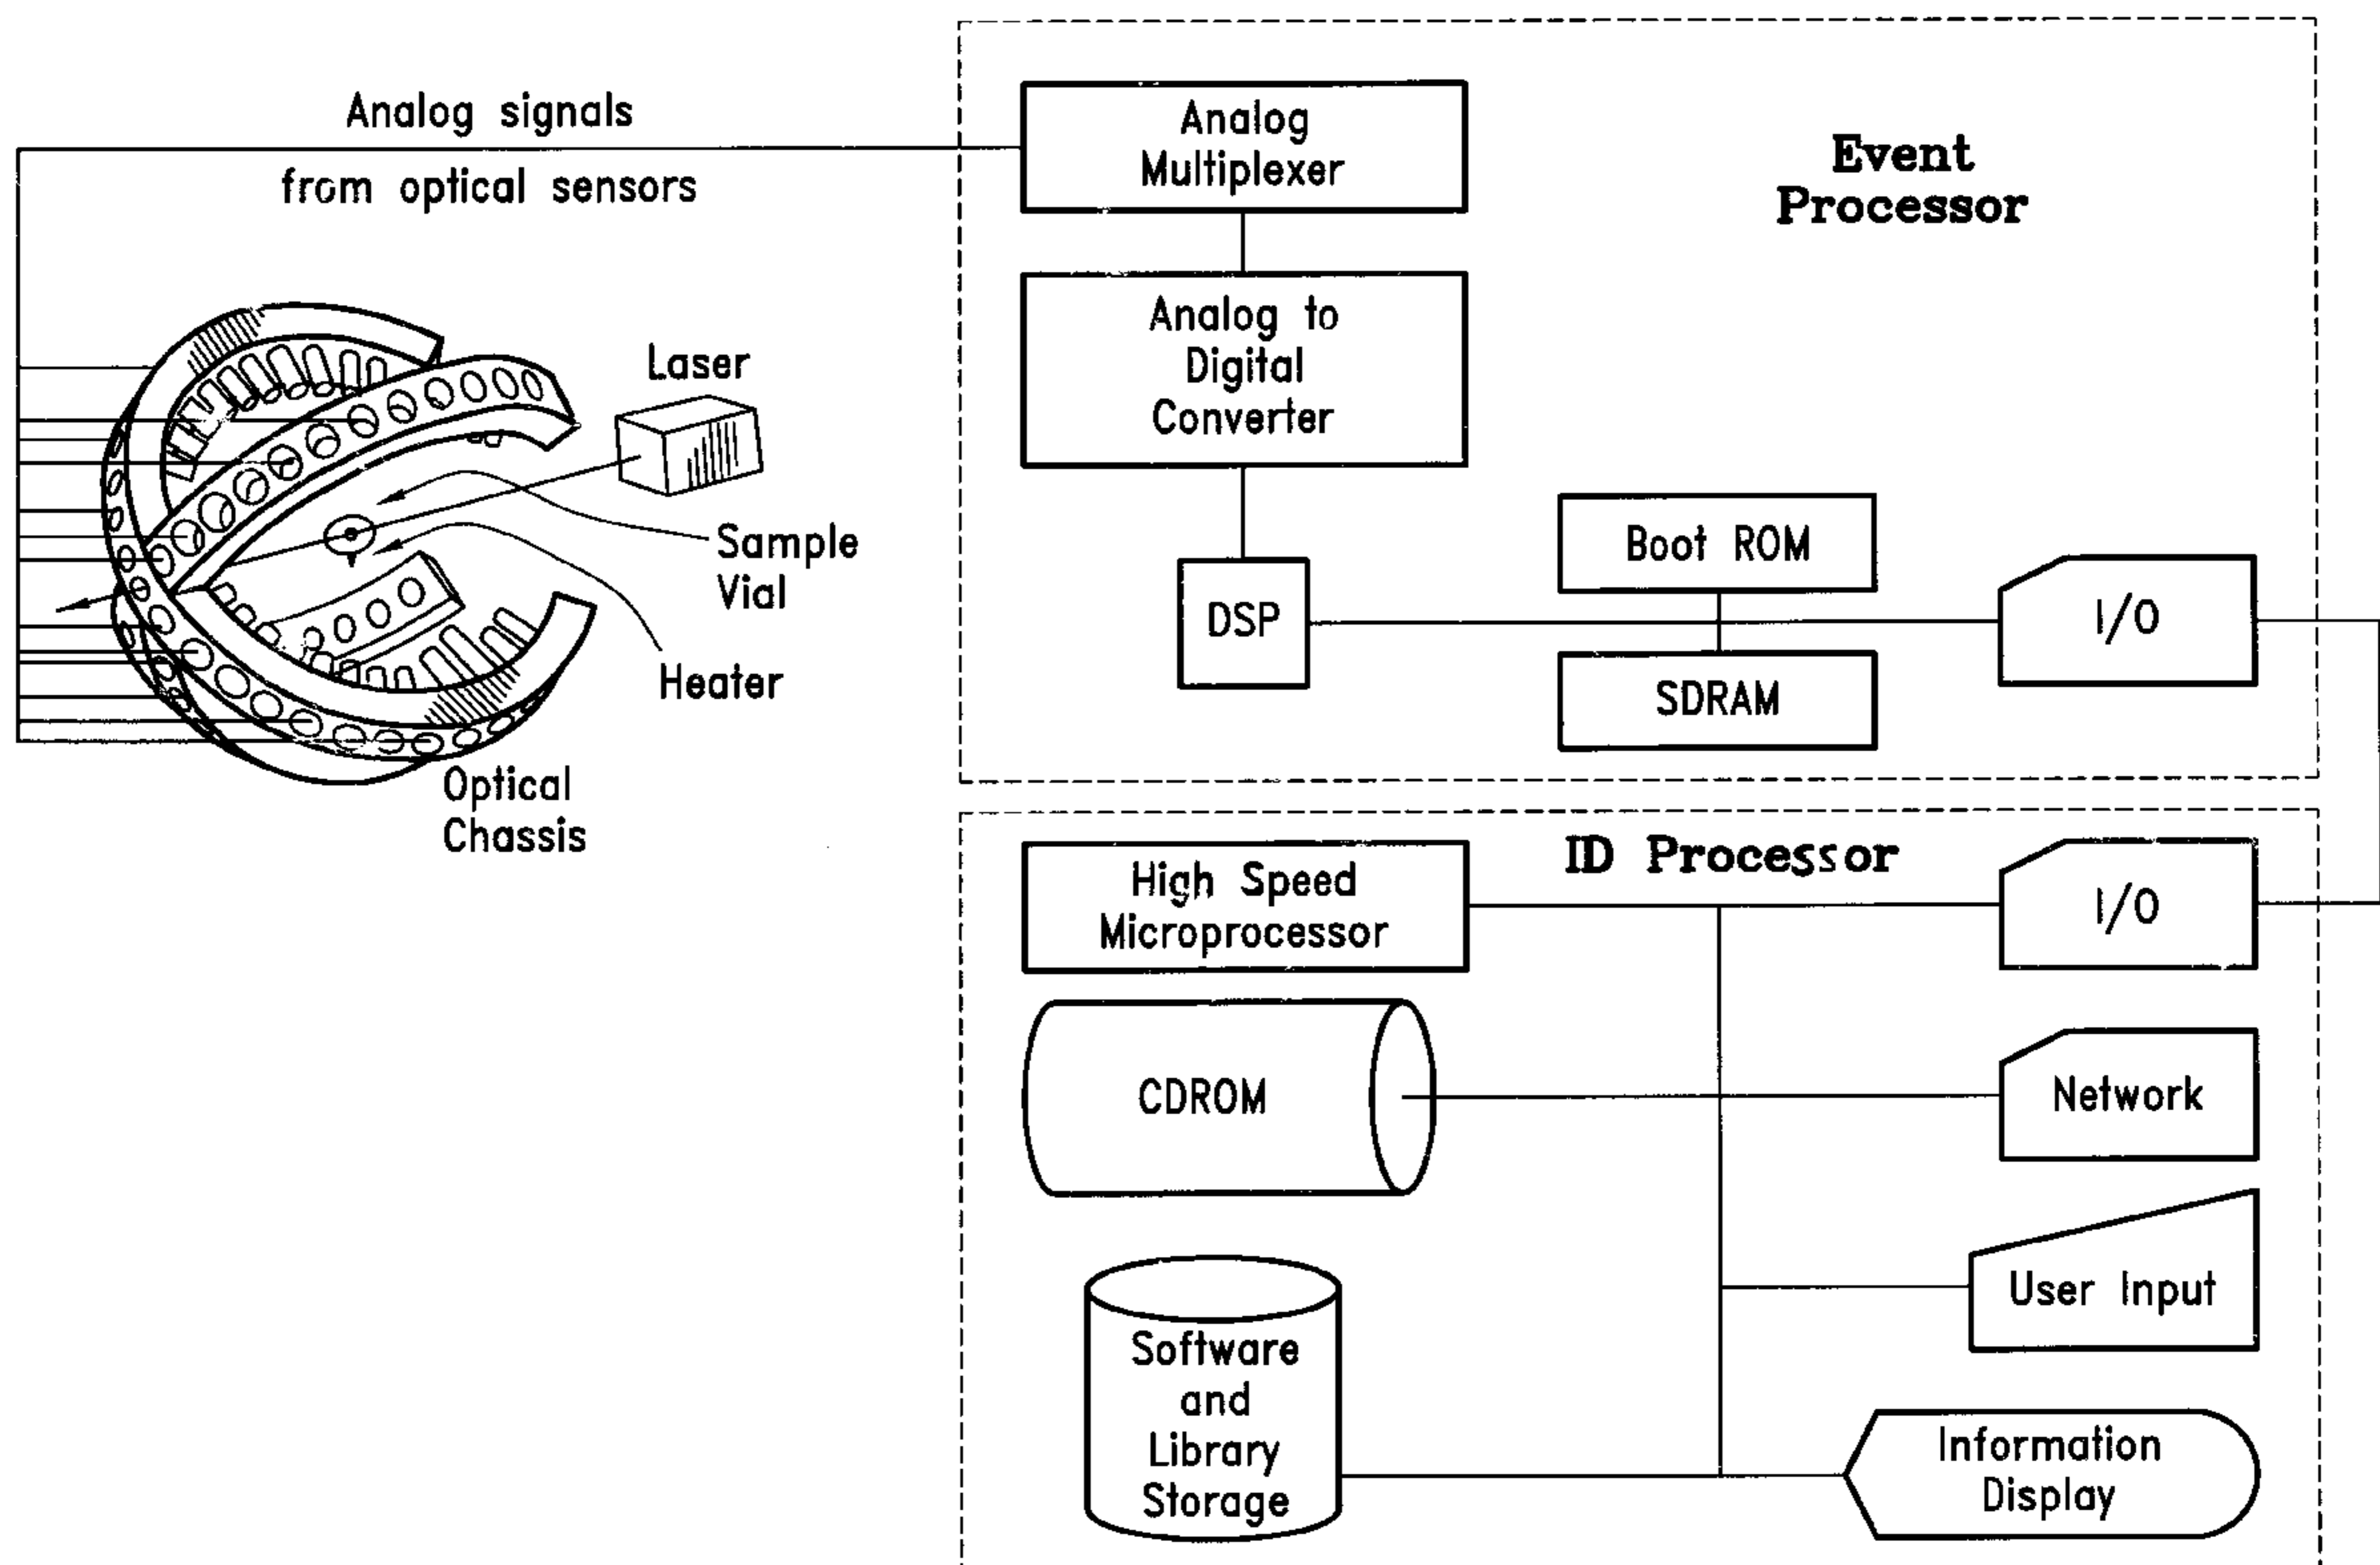 Analog signals
from optical sensors
Laser
Sample
Vial
Heater
Optical
Chassis
Event
Processor
Analog
Multiplexer
Analog to
Digital
Converter
DSP
Boot ROM
SDRAM
I/O
ID Processor
High Speed
Microprocessor
I/O
CDROM
Network
User Input
Software
and
Library
Storage
Information
Display